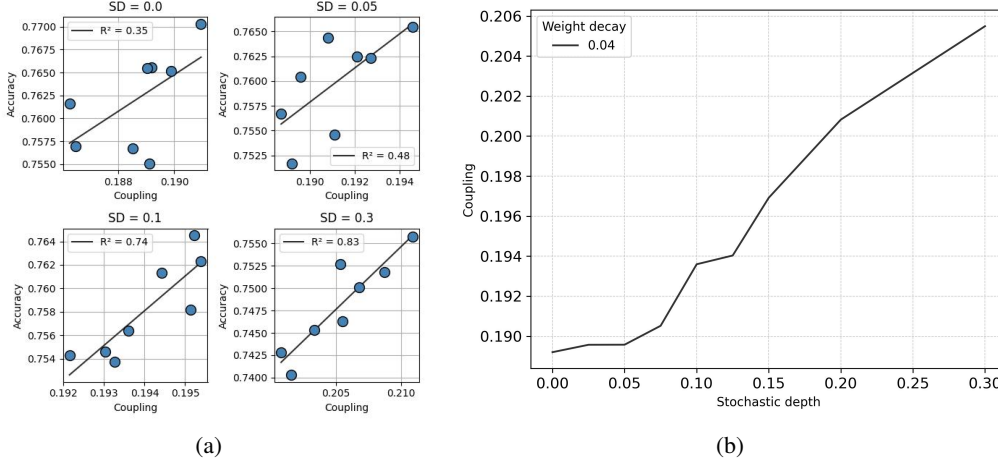 SD = 0.0
R² = 0.35
0.7700
0.7675
0.7650
0.7625
0.7600
0.7575
0.7550
Accuracy
0.188
0.190
Coupling
SD = 0.05
0.7650
0.7625
0.7600
0.7575
0.7550
0.7525
Accuracy
R² = 0.48
0.190
0.192
0.194
Coupling
SD = 0.1
R² = 0.74
0.764
0.762
0.760
0.758
0.756
0.754
Accuracy
0.192
0.193
0.194
0.195
Coupling
SD = 0.3
R² = 0.83
0.7550
0.7525
0.7500
0.7475
0.7450
0.7425
0.7400
Accuracy
0.205
0.210
Coupling
(a)
Weight decay
0.04
0.206
0.204
0.202
0.200
0.198
0.196
0.194
0.192
0.190
Coupling
0.00
0.05
0.10
0.15
0.20
0.25
0.30
Stochastic depth
(b)